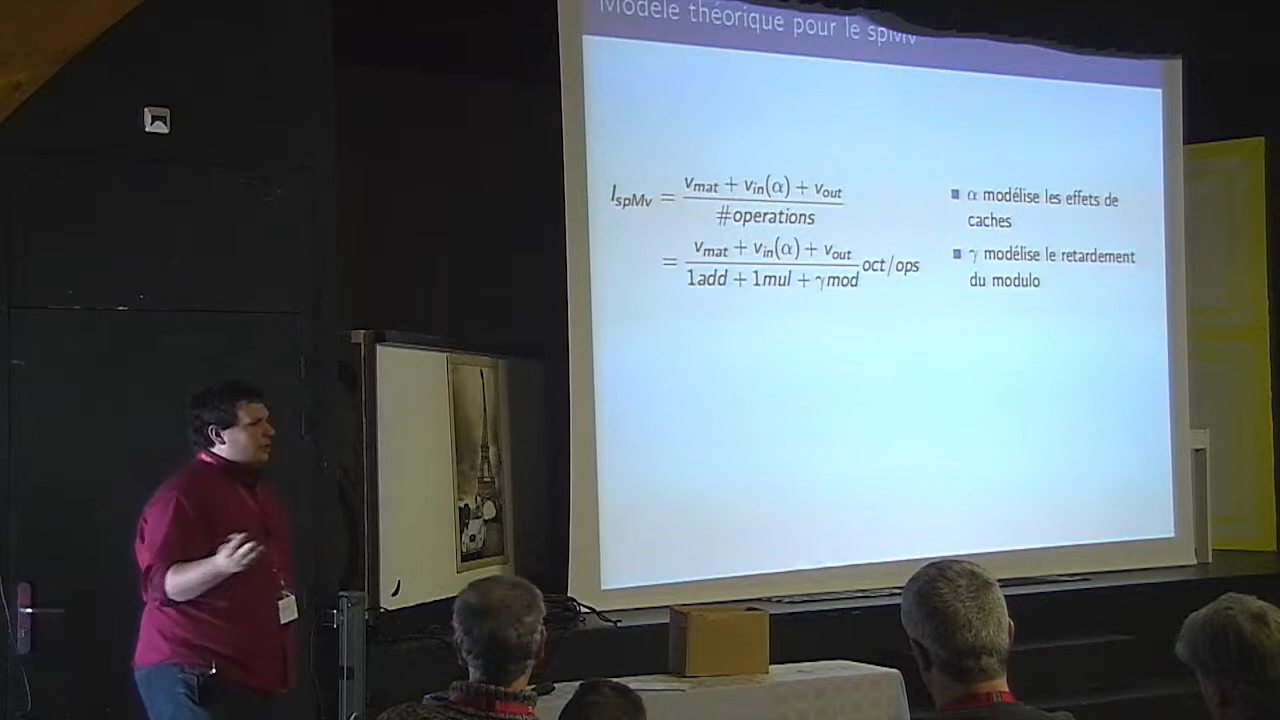 Modèle théorique pour le spMv
I_spMv = (v_mat + v_in(α) + v_out) / #operations
= (v_mat + v_in(α) + v_out) / (1add + 1mul + γmod) oct/ops
α modélise les effets de
caches
γ modélise le retardement
du modulo